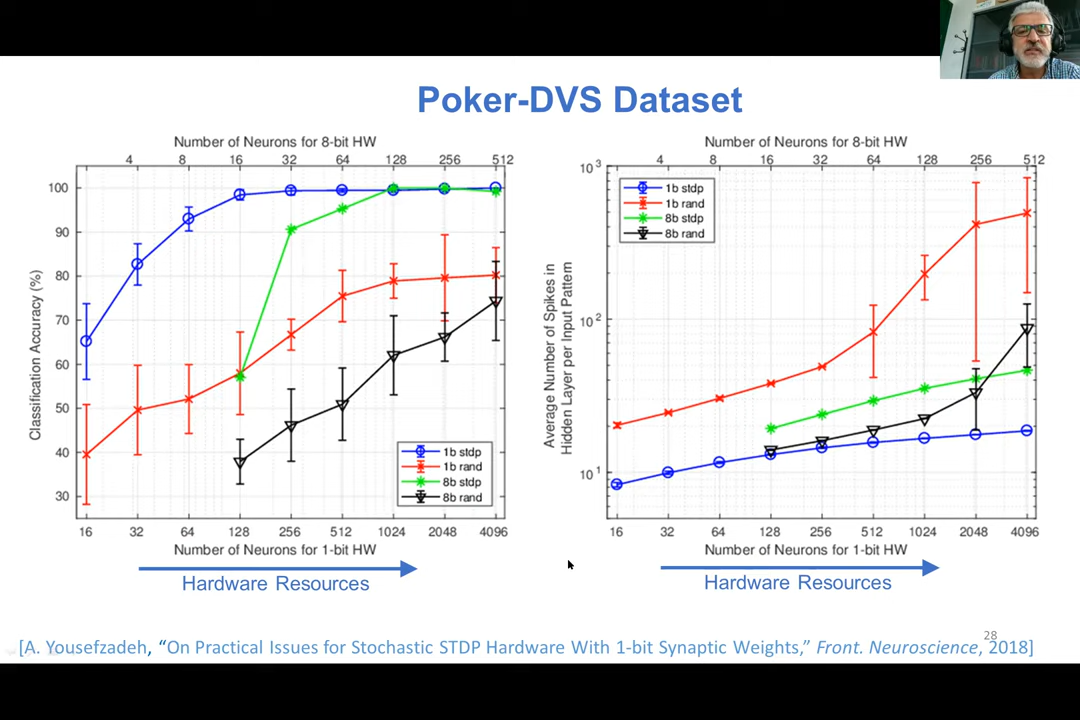 Poker-DVS Dataset
Number of Neurons for 8-bit HW
4 8 16 32 64 128 256 512
Classification Accuracy (%)
100
90
80
70
60
50
40
30
1b stdp
1b rand
8b stdp
8b rand
16 32 64 128 256 512 1024 2048 4096
Number of Neurons for 1-bit HW
Hardware Resources
Number of Neurons for 8-bit HW
4 8 16 32 64 128 256 512
Average Number of Spikes in
Hidden Layer per Input Pattern
10^3
10^2
10^1
1b stdp
1b rand
8b stdp
8b rand
16 32 64 128 256 512 1024 2048 4096
Number of Neurons for 1-bit HW
Hardware Resources
28
[A. Yousefzadeh, “On Practical Issues for Stochastic STDP Hardware With 1-bit Synaptic Weights,” Front. Neuroscience, 2018]